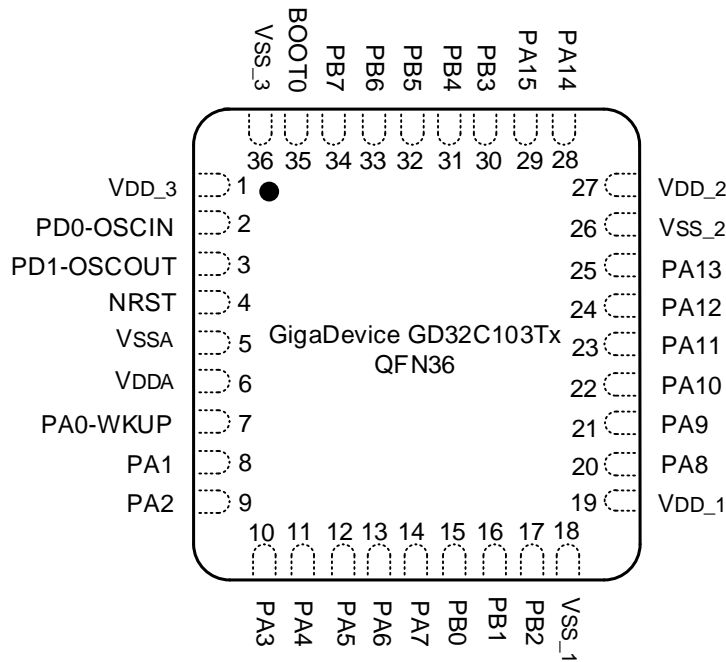 VSS_3
BOOT0
PB7
PB6
PB5
PB4
PB3
PA15
PA14
36 35 34 33 32 31 30 29 28
VDD_3 1
PD0-OSCIN 2
PD1-OSCOUT 3
NRST 4
VSSA 5
VDDA 6
PA0-WKUP 7
PA1 8
PA2 9
GigaDevice GD32C103Tx
QFN36
27 VDD_2
26 VSS_2
25 PA13
24 PA12
23 PA11
22 PA10
21 PA9
20 PA8
19 VDD_1
10 11 12 13 14 15 16 17 18
PA3
PA4
PA5
PA6
PA7
PB0
PB1
PB2
VSS_1